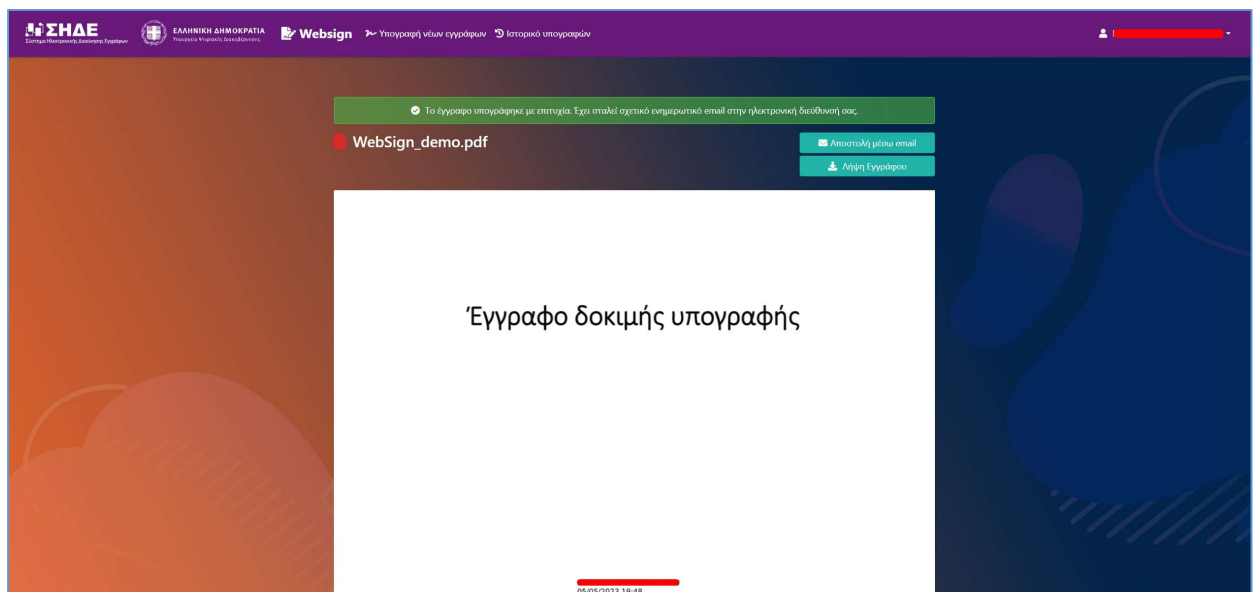 ΣΗΔΕ
Σύστημα Ηλεκτρονικής Διακίνησης Εγγράφων
ΕΛΛΗΝΙΚΗ ΔΗΜΟΚΡΑΤΙΑ
Υπουργείο Ψηφιακής Διακυβέρνησης
Websign
Υπογραφή νέων εγγράφων
Ιστορικό υπογραφών
Το έγγραφο υπογράφηκε με επιτυχία. Έχει σταλεί σχετικό ενημερωτικό email στην ηλεκτρονική διεύθυνσή σας.
WebSign_demo.pdf
Αποστολή μέσω email
Λήψη Εγγράφου
Έγγραφο δοκιμής υπογραφής
05/05/2023 19:48